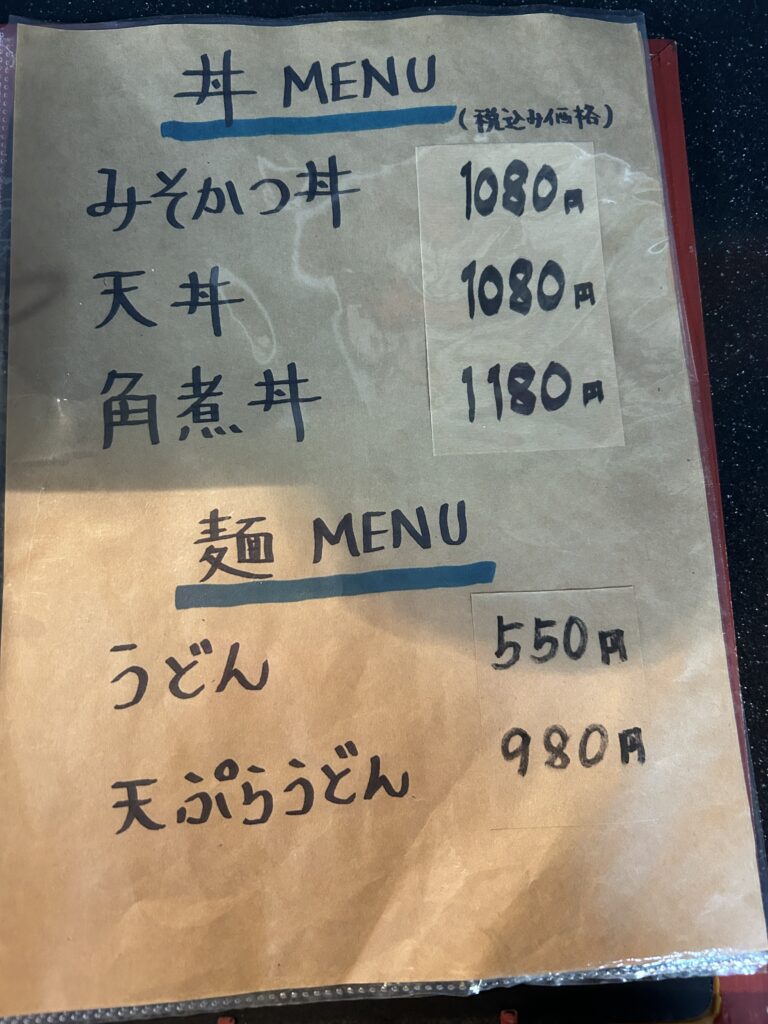 丼 MENU
(税込み価格)
みそかつ丼 1080円
天丼 1080円
角煮丼 1180円
麺 MENU
うどん 550円
天ぷらうどん 980円